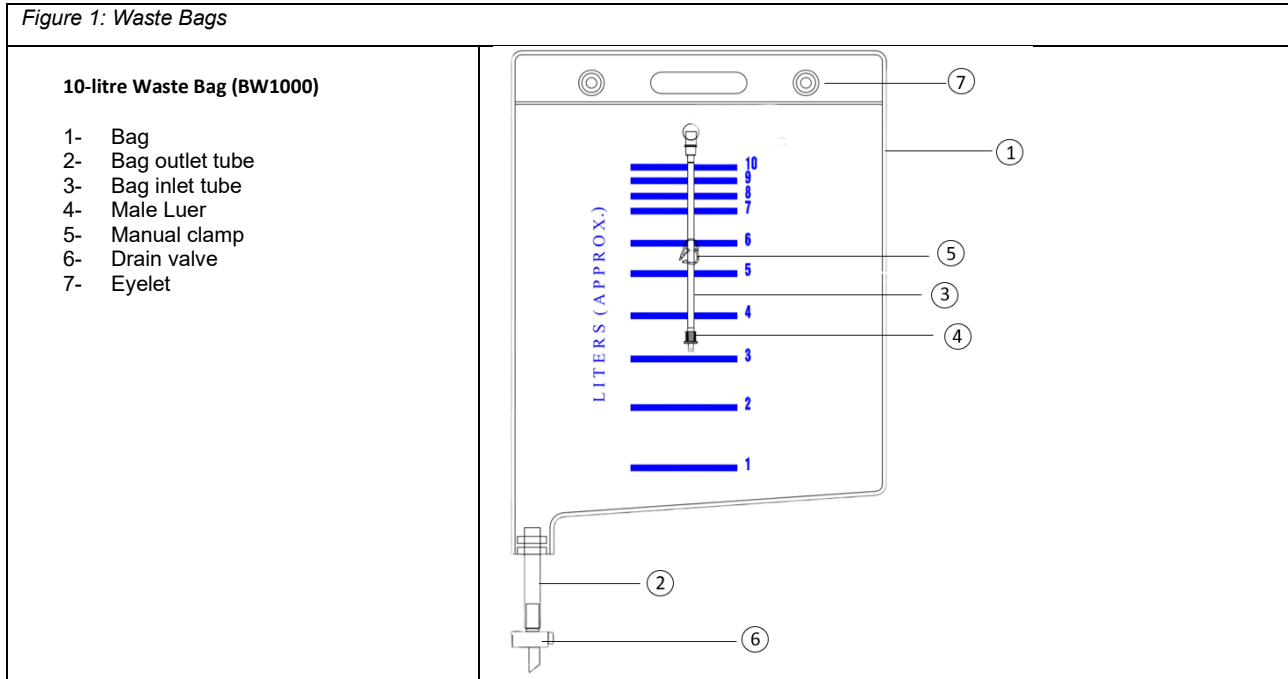 Figure 1: Waste Bags
10-litre Waste Bag (BW1000)
1- Bag
2- Bag outlet tube
3- Bag inlet tube
4- Male Luer
5- Manual clamp
6- Drain valve
7- Eyelet
7
1
10
9
8
7
6
5
4
3
2
1
LITERS (APPROX.)
5
3
4
2
6